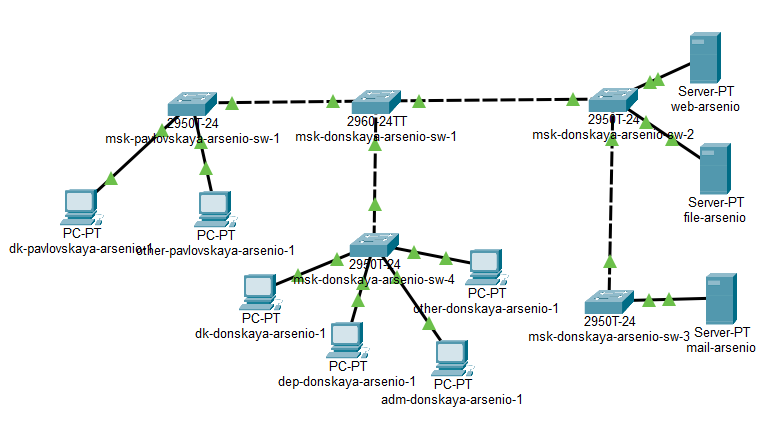 Server-PT
web-arsenio
2950T-24
msk-pavlovskaya-arsenio-sw-1
2960-24TT
msk-donskaya-arsenio-sw-1
2950T-24
msk-donskaya-arsenio-sw-2
Server-PT
file-arsenio
PC-PT
dk-pavlovskaya-arsenio-1
PC-PT
other-pavlovskaya-arsenio-1
2950T-24
msk-donskaya-arsenio-sw-4
PC-PT
other-donskaya-arsenio-1
PC-PT
dk-donskaya-arsenio-1
2950T-24
msk-donskaya-arsenio-sw-3
Server-PT
mail-arsenio
PC-PT
dep-donskaya-arsenio-1
PC-PT
adm-donskaya-arsenio-1